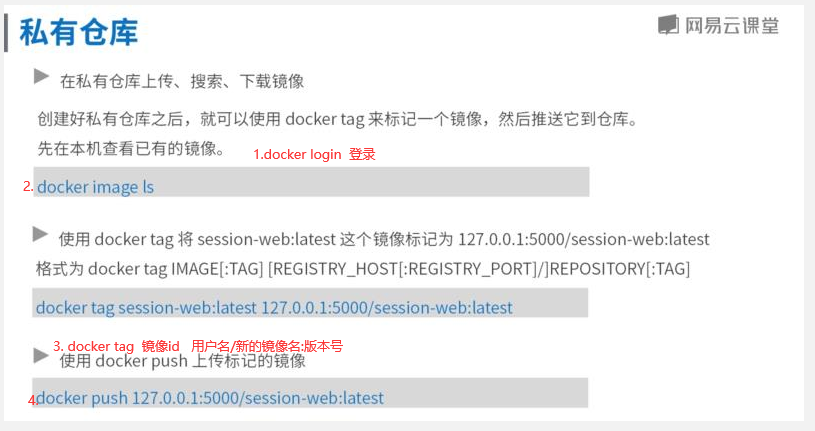 私有仓库
网易云课堂
在私有仓库上传、搜索、下载镜像
创建好私有仓库之后，就可以使用 docker tag 来标记一个镜像，然后推送它到仓库。
先在本机查看已有的镜像。
1.docker login 登录
2. docker image ls
使用 docker tag 将 session-web:latest 这个镜像标记为 127.0.0.1:5000/session-web:latest
格式为 docker tag IMAGE[:TAG] [REGISTRY_HOST[:REGISTRY_PORT]/]REPOSITORY[:TAG]
docker tag session-web:latest 127.0.0.1:5000/session-web:latest
3. docker tag 镜像id 用户名/新的镜像名:版本号
使用 docker push 上传标记的镜像
4.docker push 127.0.0.1:5000/session-web:latest